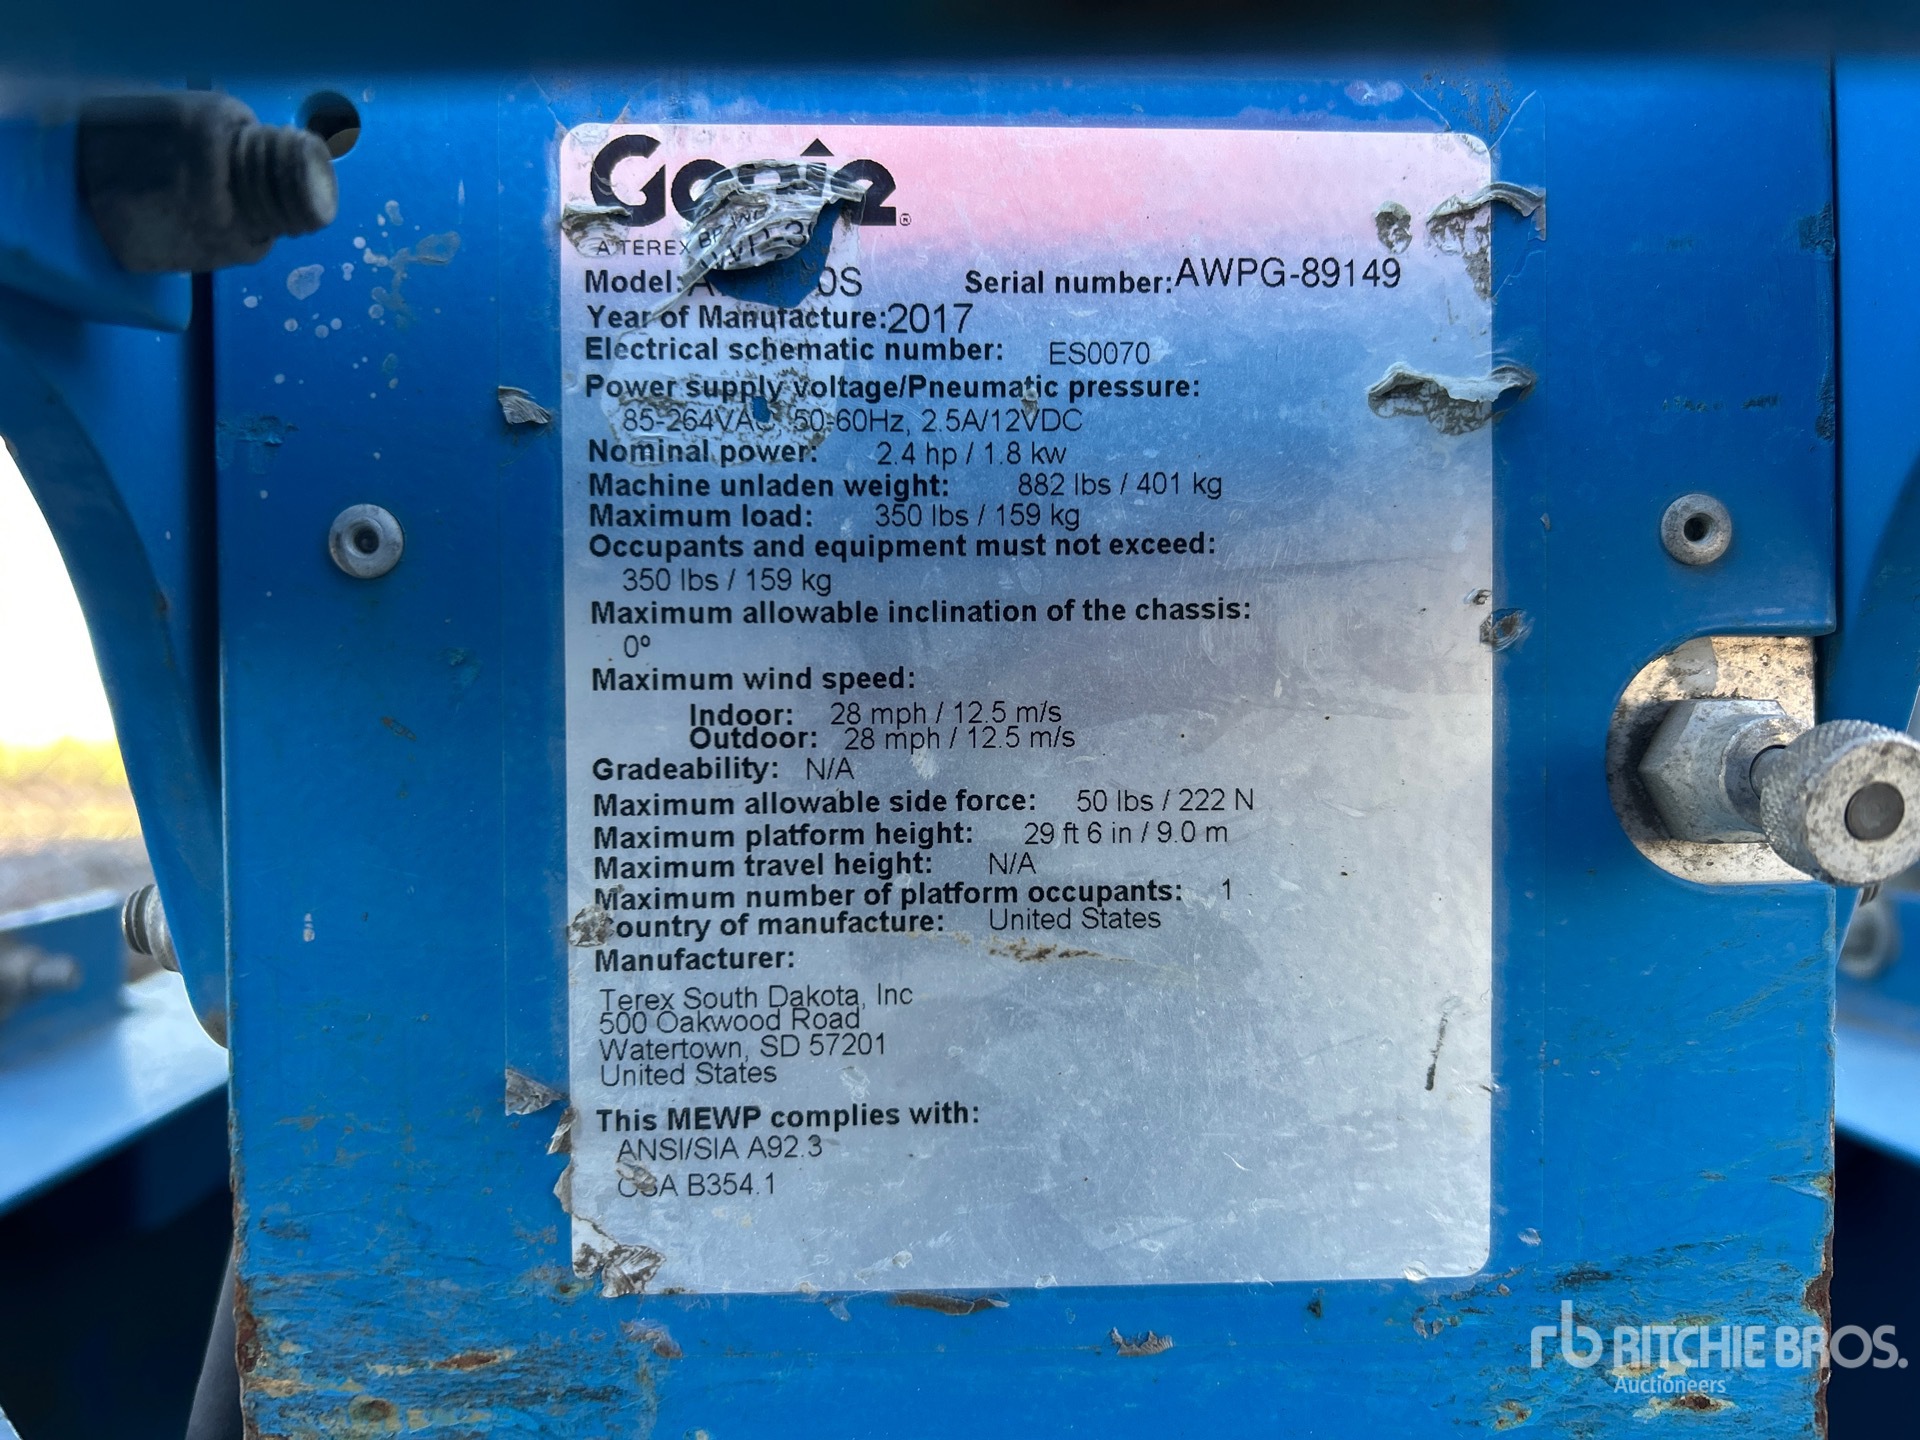 Genie®
A TEREX BR
Model: 0S Serial number: AWPG-89149
Year of Manufacture: 2017
Electrical schematic number: ES0070
Power supply voltage/Pneumatic pressure:
85-264VAC 50-60Hz, 2.5A/12VDC
Nominal power: 2.4 hp / 1.8 kw
Machine unladen weight: 882 lbs / 401 kg
Maximum load: 350 lbs / 159 kg
Occupants and equipment must not exceed:
350 lbs / 159 kg
Maximum allowable inclination of the chassis:
0º
Maximum wind speed:
Indoor: 28 mph / 12.5 m/s
Outdoor: 28 mph / 12.5 m/s
Gradeability: N/A
Maximum allowable side force: 50 lbs / 222 N
Maximum platform height: 29 ft 6 in / 9.0 m
Maximum travel height: N/A
Maximum number of platform occupants: 1
Country of manufacture: United States
Manufacturer:
Terex South Dakota, Inc
500 Oakwood Road
Watertown, SD 57201
United States
This MEWP complies with:
ANSI/SIA A92.3
CSA B354.1
rb RITCHIE BROS.
Auctioneers